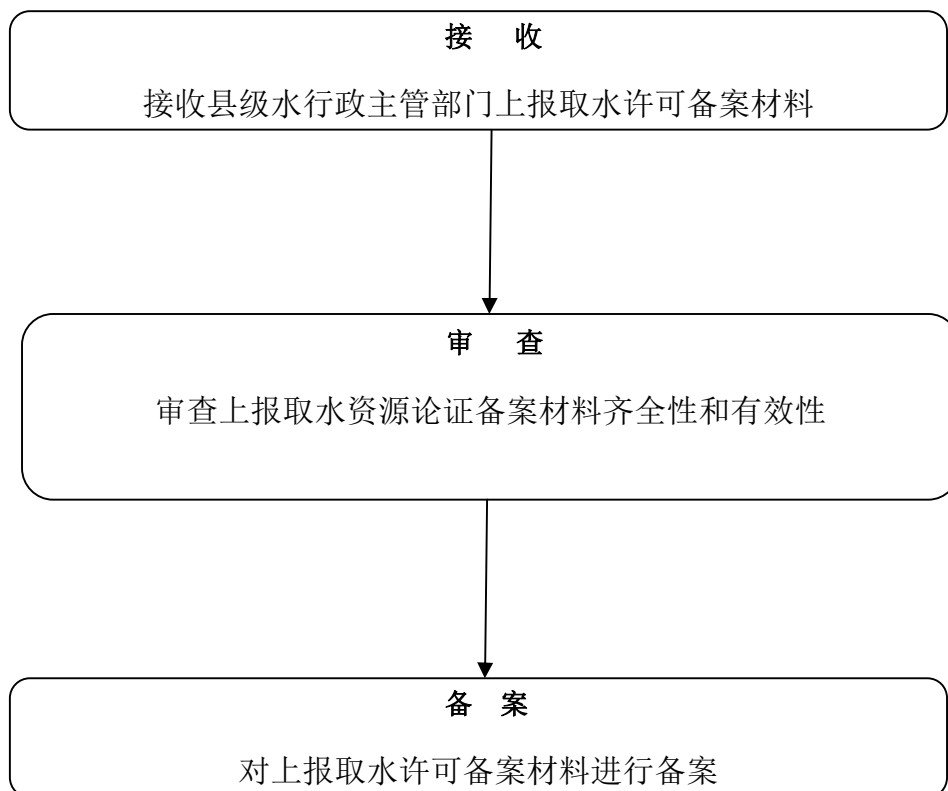 接 收
接收县级水行政主管部门上报取水许可备案材料
审 查
审查上报取水资源论证备案材料齐全性和有效性
备 案
对上报取水许可备案材料进行备案